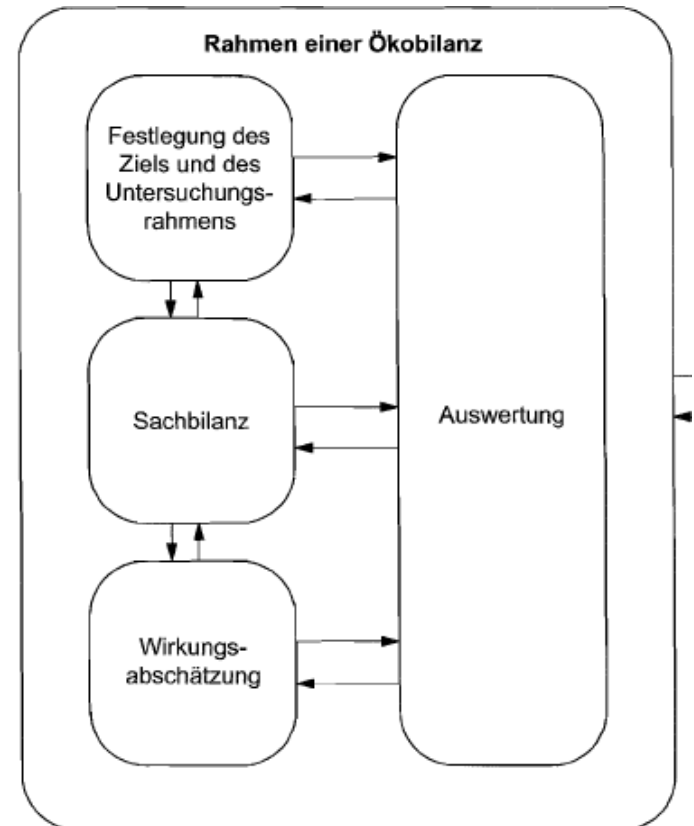 Rahmen einer Ökobilanz
Festlegung des
Ziels und des
Untersuchungs-
rahmens
Sachbilanz
Auswertung
Wirkungs-
abschätzung